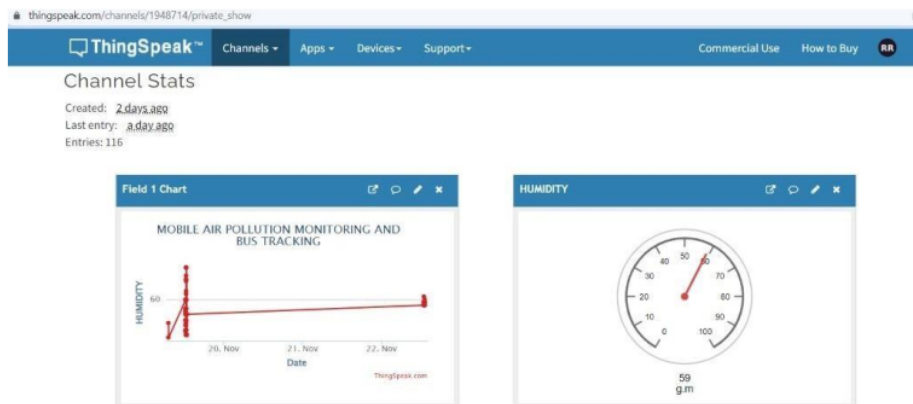 thingspeak.com/channels/1948714/private_show
ThingSpeak™ Channels Apps Devices Support Commercial Use How to Buy RR
Channel Stats
Created: 2 days ago
Last entry: a day ago
Entries: 116
Field 1 Chart
MOBILE AIR POLLUTION MONITORING AND
BUS TRACKING
HUMIDITY
60
20. Nov 21. Nov 22. Nov
Date
ThingSpeak.com
HUMIDITY
0 10 20 30 40 50 60 70 80 90 100
59
g.m